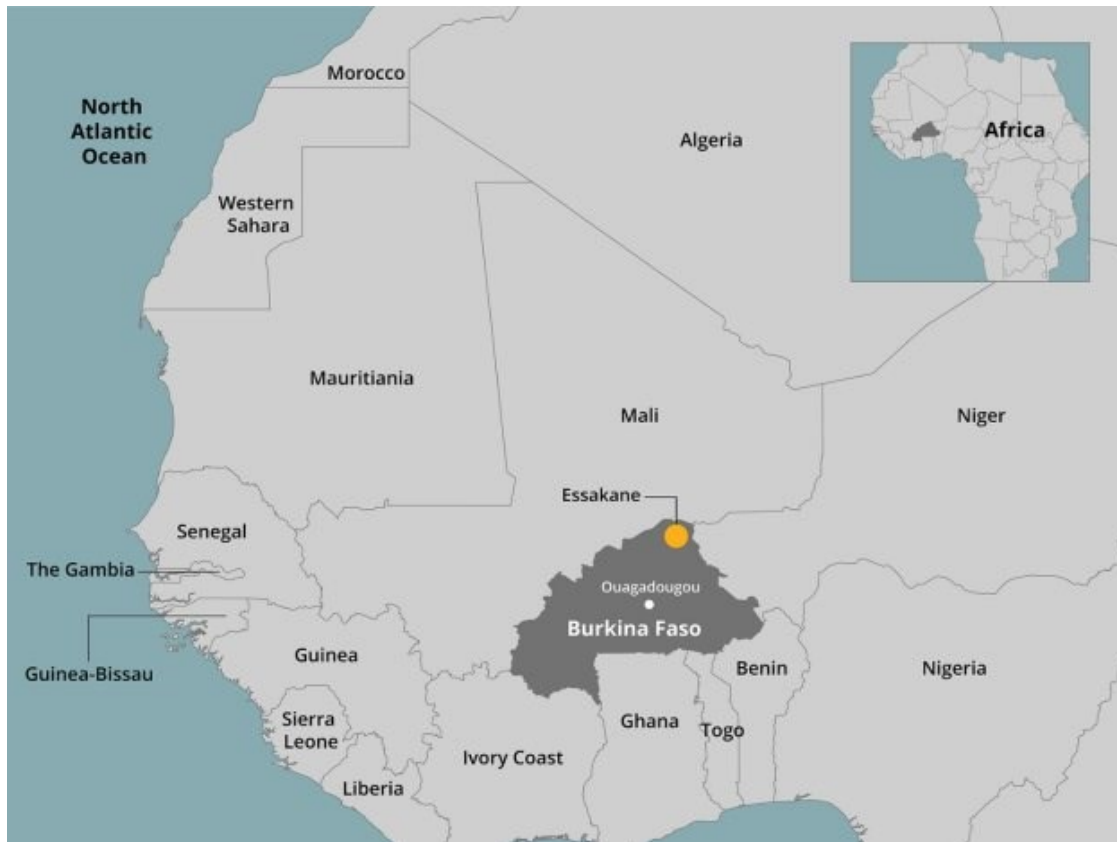 Morocco
North
Atlantic
Ocean
Algeria
Africa
Western
Sahara
Mauritiania
Mali
Niger
Essakane
Senegal
The Gambia
Ouagadougou
Burkina Faso
Guinea
Guinea-Bissau
Benin
Nigeria
Sierra
Leone
Ghana
Togo
Ivory Coast
Liberia